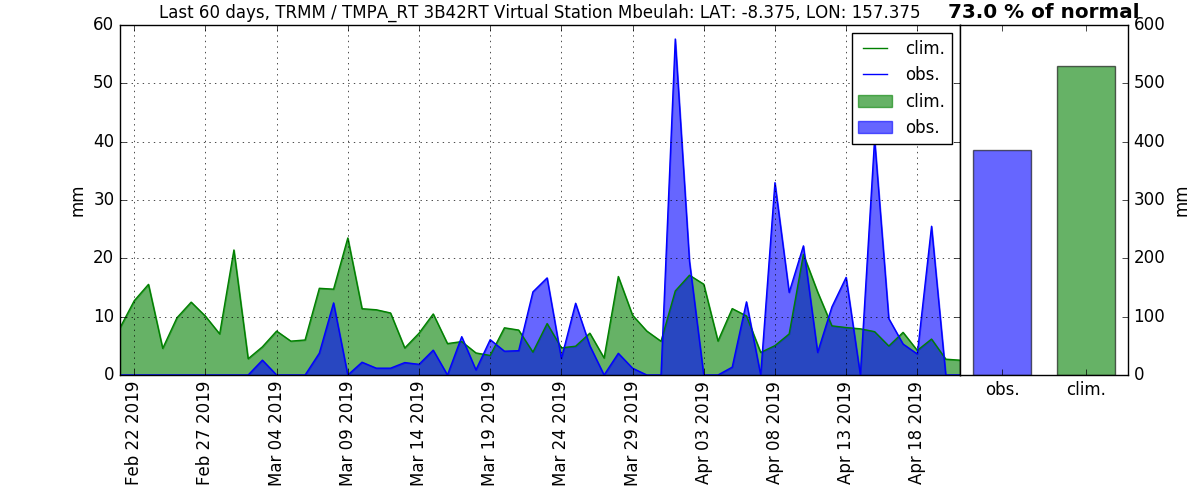 Last 60 days, TRMM / TMPA_RT 3B42RT Virtual Station Mbeulah: LAT: -8.375, LON: 157.375
73.0 % of normal
60
50
40
30
20
10
0
mm
clim.
obs.
clim.
obs.
600
500
400
300
200
100
0
mm
obs.
clim.
Feb 22 2019
Feb 27 2019
Mar 04 2019
Mar 09 2019
Mar 14 2019
Mar 19 2019
Mar 24 2019
Mar 29 2019
Apr 03 2019
Apr 08 2019
Apr 13 2019
Apr 18 2019